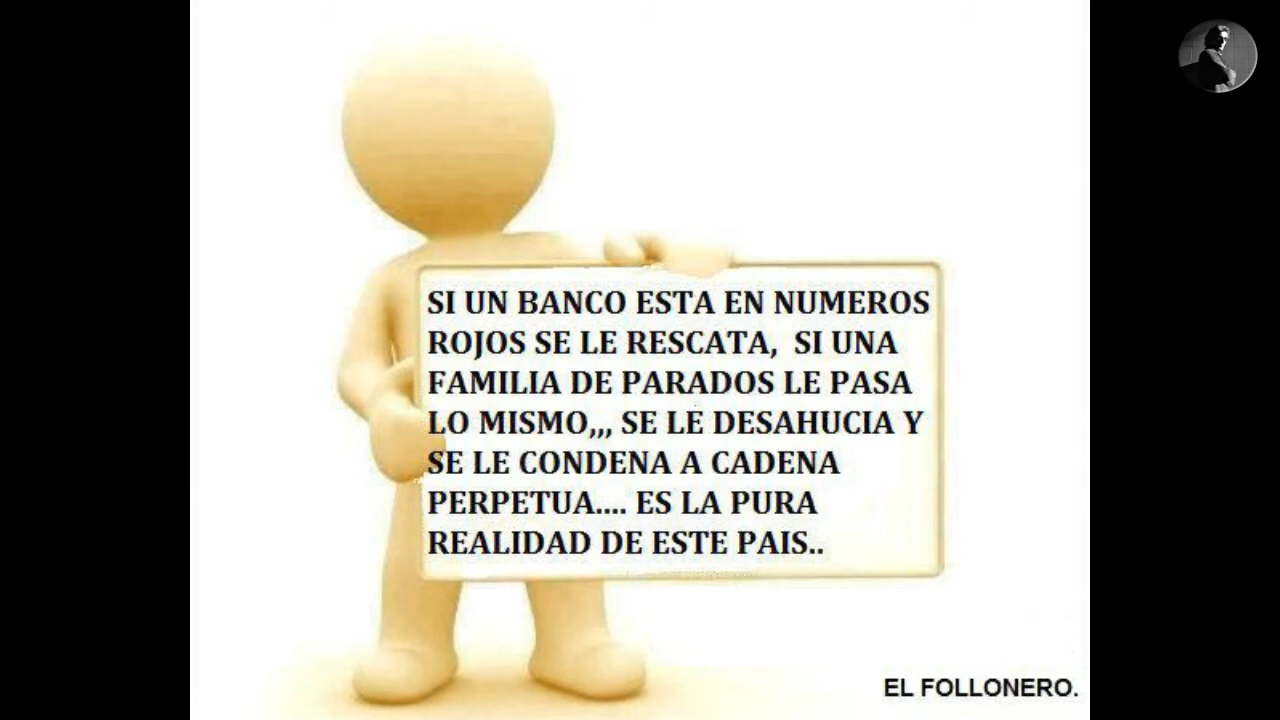 SI UN BANCO ESTA EN NUMEROS
ROJOS SE LE RESCATA, SI UNA
FAMILIA DE PARADOS LE PASA
LO MISMO,,, SE LE DESAHUCIA Y
SE LE CONDENA A CADENA
PERPETUA.... ES LA PURA
REALIDAD DE ESTE PAIS..
EL FOLLONERO.